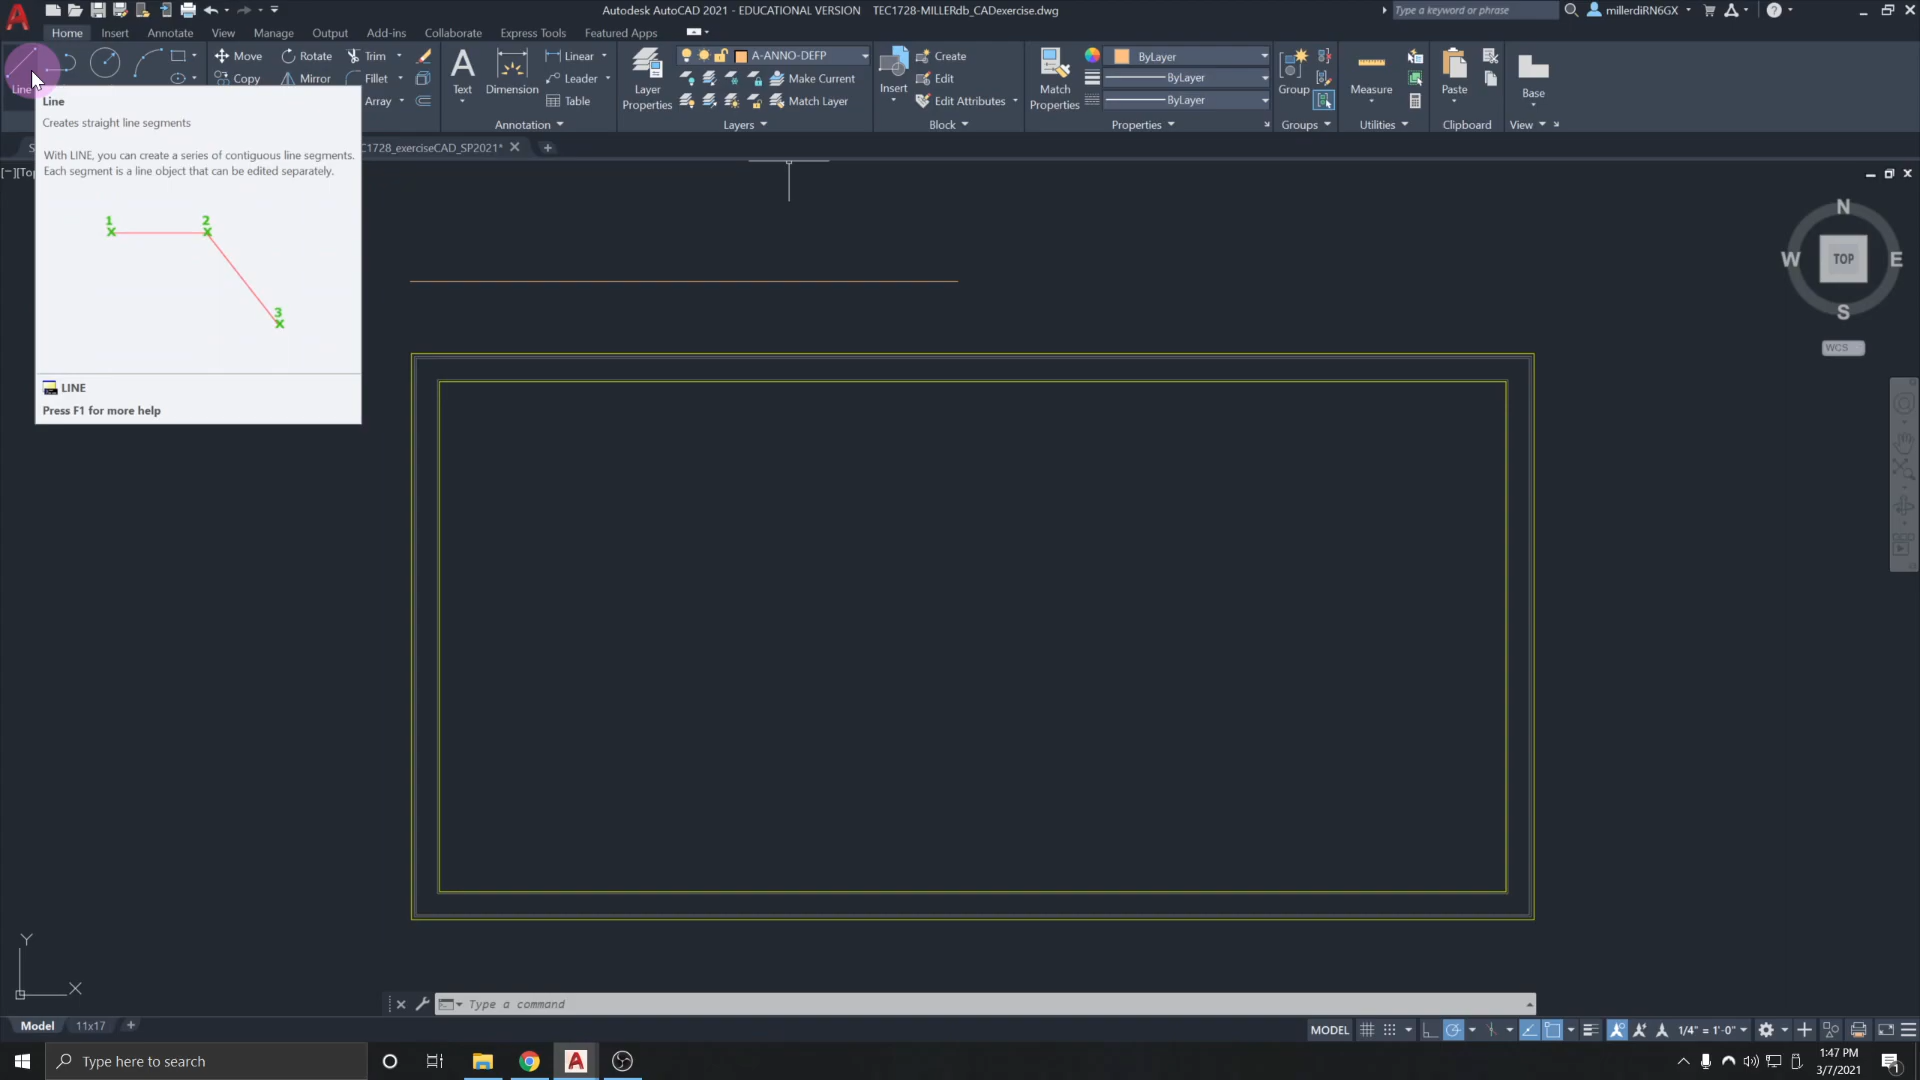 Autodesk AutoCAD 2021 - EDUCATIONAL VERSION TEC1728-MILLERdb_CADexercise.dwg
Type a keyword or phrase
millerdiRN6GX
Home Insert Annotate View Manage Output Add-ins Collaborate Express Tools Featured Apps
Line
Move Rotate Trim
Copy Mirror Fillet
Array
Text
Dimension
Linear
Leader
Table
Annotation
Layer
Properties
A-ANNO-DEFP
Make Current
Match Layer
Layers
Insert
Create
Edit
Edit Attributes
Block
Match
Properties
ByLayer
ByLayer
ByLayer
Properties
Group
Groups
Measure
Utilities
Paste
Clipboard
Base
View
C1728_exerciseCAD_SP2021*
[−][To
Line
Creates straight line segments
With LINE, you can create a series of contiguous line segments.
Each segment is a line object that can be edited separately.
1 2
3
LINE
Press F1 for more help
N
W TOP E
S
WCS
Y
X
Type a command
Model 11x17
MODEL
1/4" = 1'-0"
Type here to search
1:47 PM
3/7/2021
1